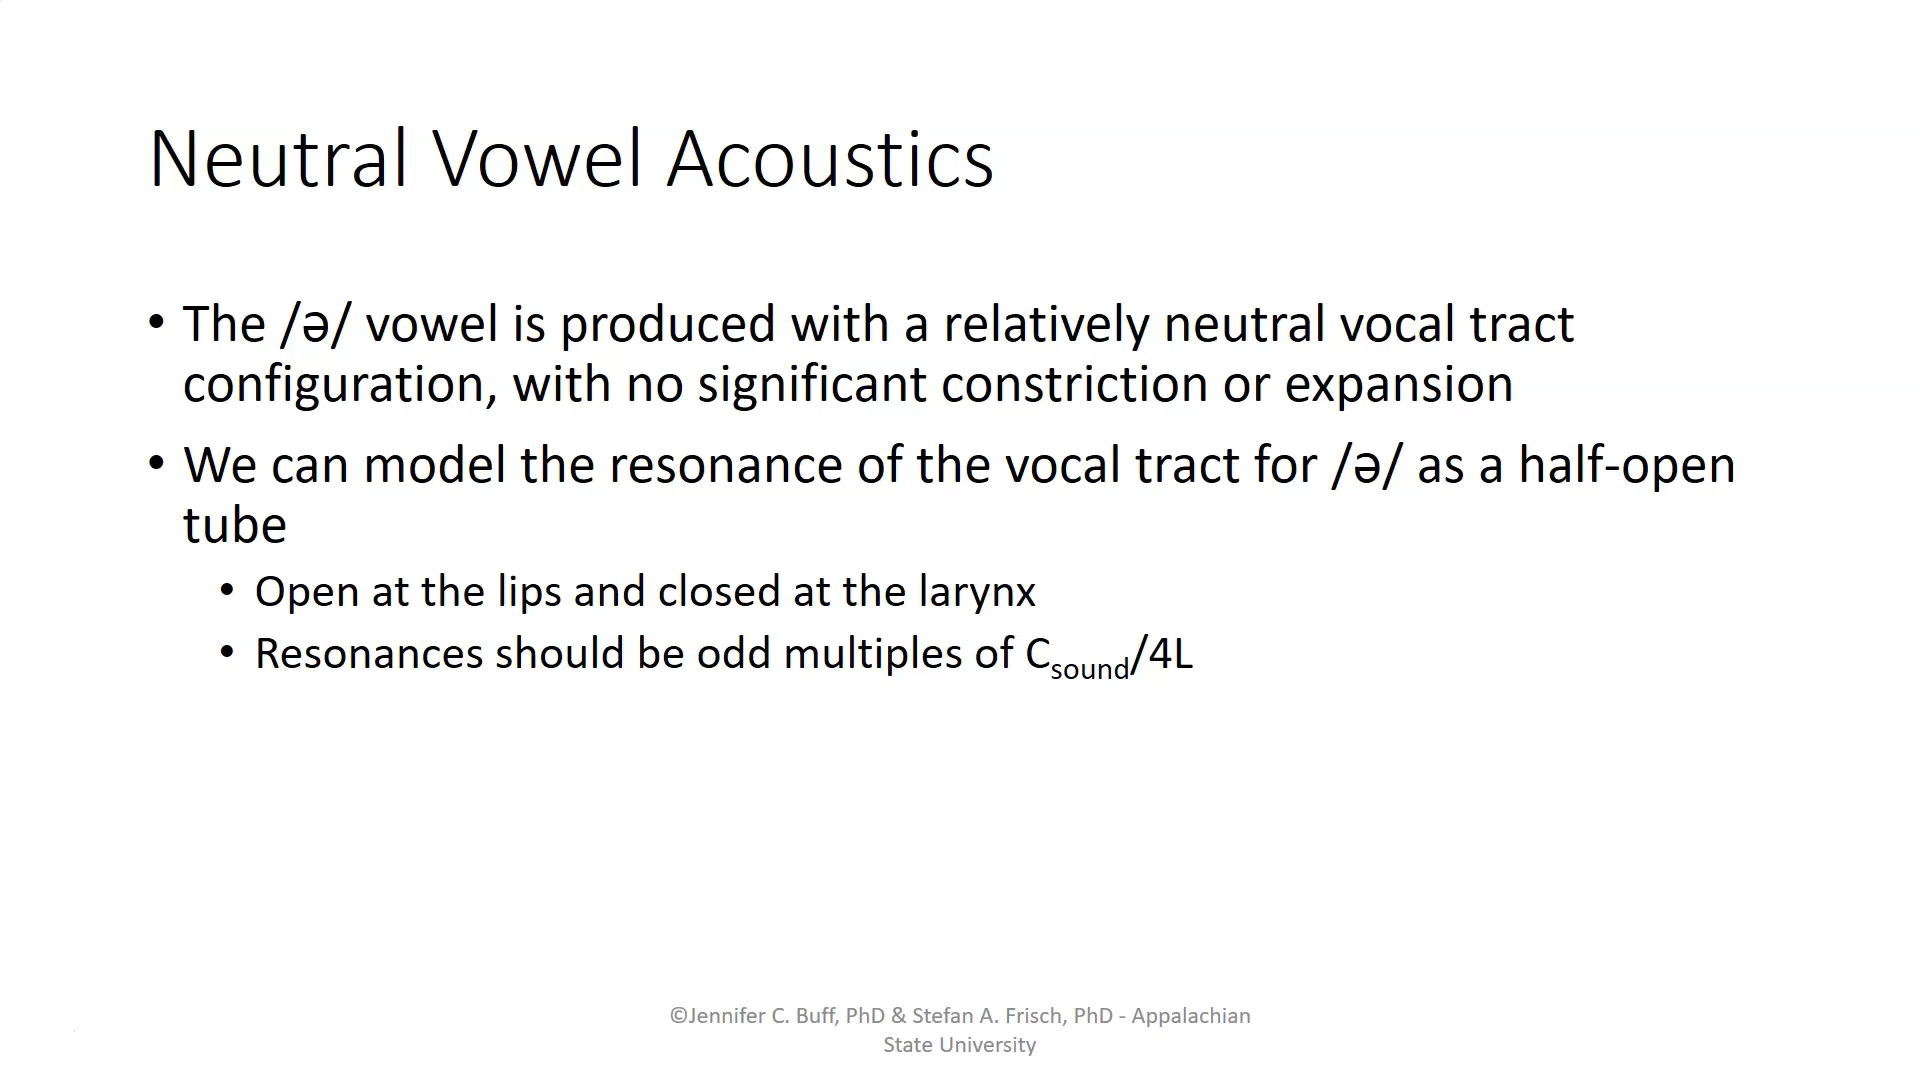 Neutral Vowel Acoustics
• The /ə/ vowel is produced with a relatively neutral vocal tract
configuration, with no significant constriction or expansion
• We can model the resonance of the vocal tract for /ə/ as a half-open
tube
• Open at the lips and closed at the larynx
• Resonances should be odd multiples of Csound/4L
©Jennifer C. Buff, PhD & Stefan A. Frisch, PhD - Appalachian
State University